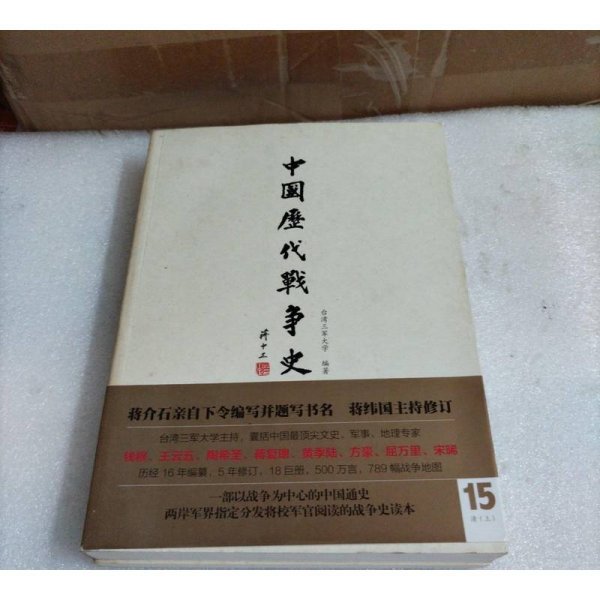 中国歷代戰争史
蒋中正
台湾三军大学 编著
蒋介石亲自下令编写并题写书名 蒋纬国主持修订
台湾三军大学主持，囊括中国最顶尖文史、军事、地理专家
钱穆、王云五、陶希圣、蒋复璁、黄季陆、方豪、屈万里、宋晞
历经16年编纂，5年修订，18巨册，500万言，789幅战争地图
一部以战争为中心的中国通史
两岸军界指定分发将校军官阅读的战争史读本
15
清（上）